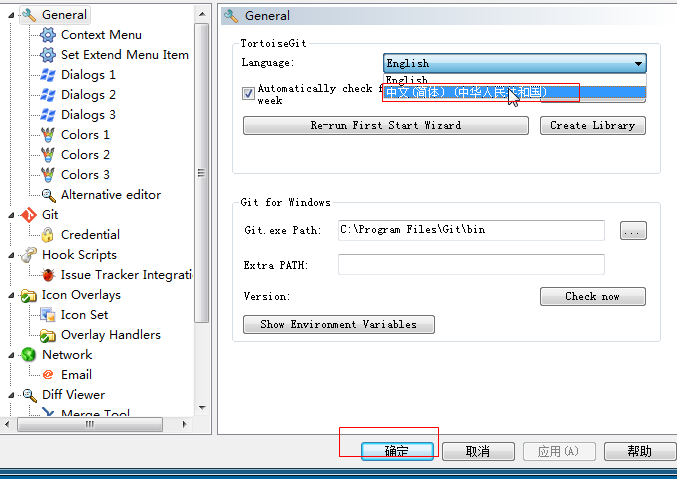 General
Context Menu
Set Extend Menu Item
Dialogs 1
Dialogs 2
Dialogs 3
Colors 1
Colors 2
Colors 3
Alternative editor
Git
Credential
Hook Scripts
Issue Tracker Integrati
Icon Overlays
Icon Set
Overlay Handlers
Network
Email
Diff Viewer
Merge Tool
General
TortoiseGit
Language:
English
English
中文(简体) (中华人民共和国)
Automatically check f
week
Re-run First Start Wizard
Create Library
Git for Windows
Git.exe Path:
C:\Program Files\Git\bin
...
Extra PATH:
Version:
Check now
Show Environment Variables
确定
取消
应用(A)
帮助